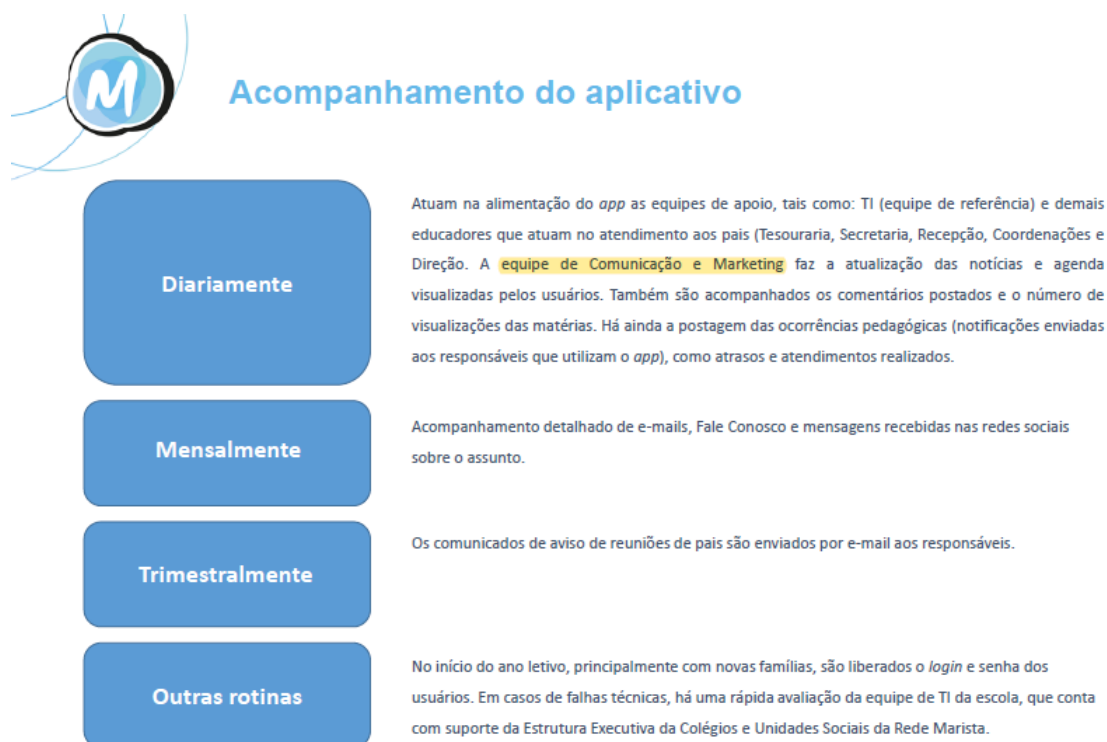 M
Acompanhamento do aplicativo
Diariamente
Atuam na alimentação do app as equipes de apoio, tais como: TI (equipe de referência) e demais
educadores que atuam no atendimento aos pais (Tesouraria, Secretaria, Recepção, Coordenações e
Direção. A equipe de Comunicação e Marketing faz a atualização das notícias e agenda
visualizadas pelos usuários. Também são acompanhados os comentários postados e o número de
visualizações das matérias. Há ainda a postagem das ocorrências pedagógicas (notificações enviadas
aos responsáveis que utilizam o app), como atrasos e atendimentos realizados.
Mensalmente
Acompanhamento detalhado de e-mails, Fale Conosco e mensagens recebidas nas redes sociais
sobre o assunto.
Trimestralmente
Os comunicados de aviso de reuniões de pais são enviados por e-mail aos responsáveis.
Outras rotinas
No início do ano letivo, principalmente com novas famílias, são liberados o login e senha dos
usuários. Em casos de falhas técnicas, há uma rápida avaliação da equipe de TI da escola, que conta
com suporte da Estrutura Executiva da Colégios e Unidades Sociais da Rede Marista.